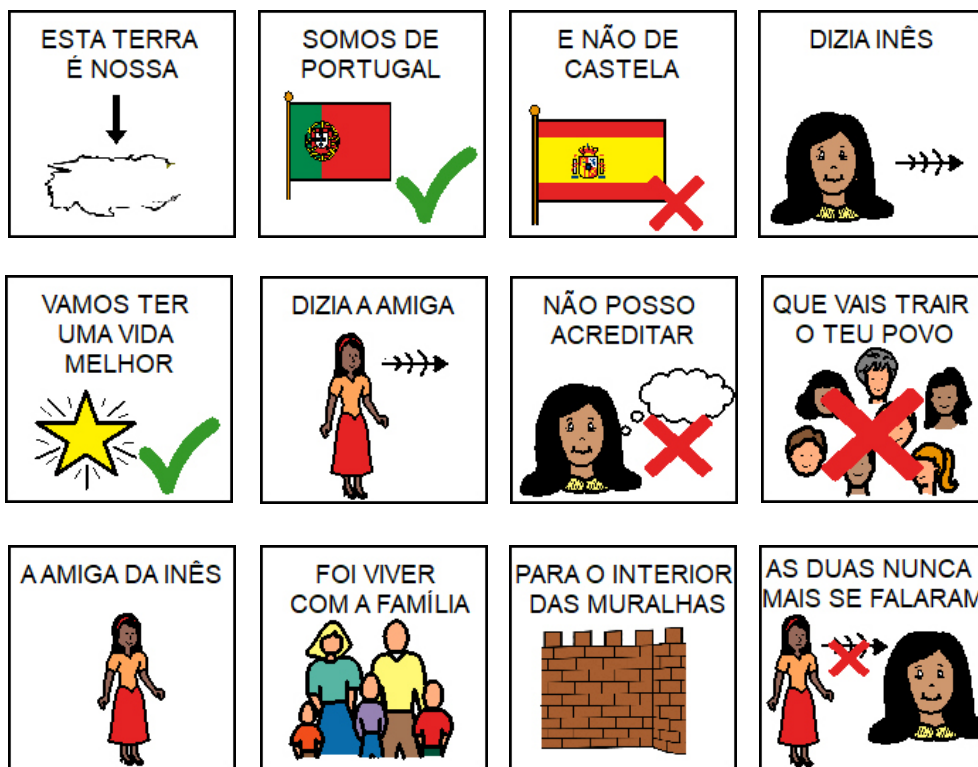 ESTA TERRA
É NOSSA
SOMOS DE
PORTUGAL
E NÃO DE
CASTELA
DIZIA INÊS
VAMOS TER
UMA VIDA
MELHOR
DIZIA A AMIGA
NÃO POSSO
ACREDITAR
QUE VAIS TRAIR
O TEU POVO
A AMIGA DA INÊS
FOI VIVER
COM A FAMÍLIA
PARA O INTERIOR
DAS MURALHAS
AS DUAS NUNCA
MAIS SE FALARAM